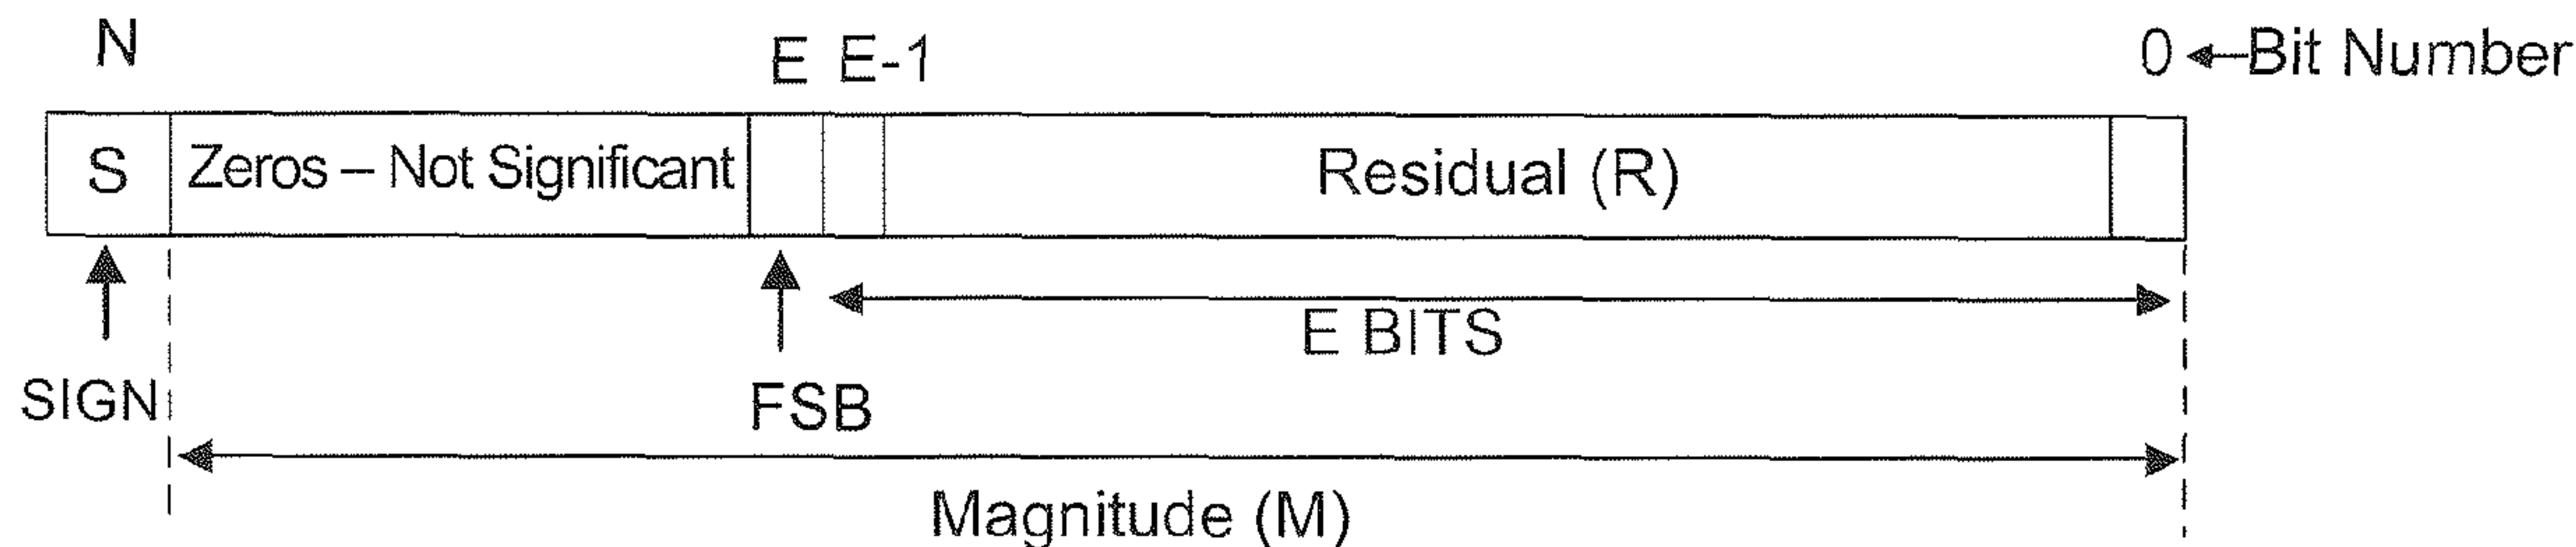 N E E-1 0 Bit Number
S Zeros – Not Significant Residual (R)
E BITS
SIGN FSB
Magnitude (M)